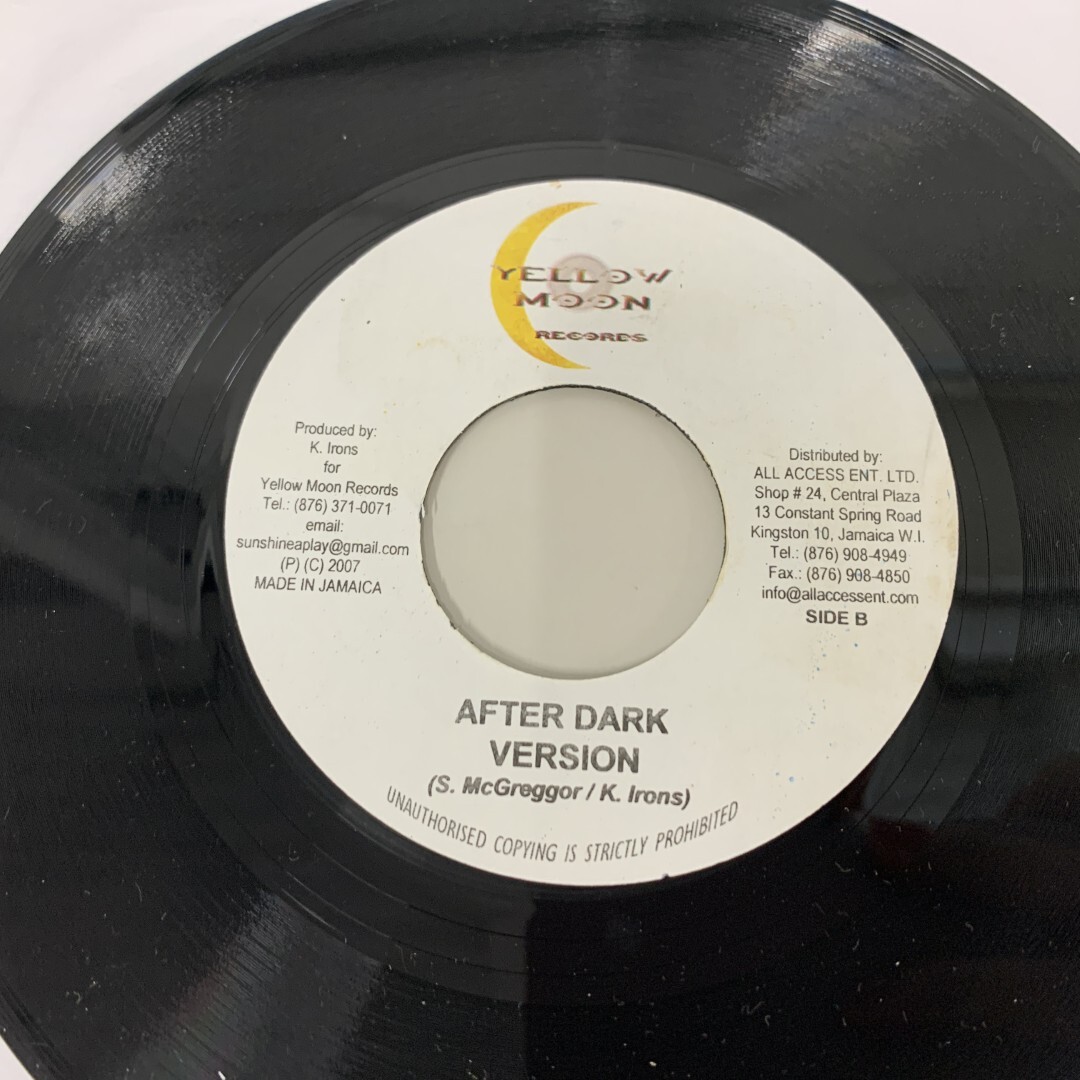 YELLOW
MOON
RECORDS
Produced by:
K. Irons
for
Yellow Moon Records
Tel.: (876) 371-0071
email:
sunshineaplay@gmail.com
(P) (C) 2007
MADE IN JAMAICA
Distributed by:
ALL ACCESS ENT. LTD.
Shop # 24, Central Plaza
13 Constant Spring Road
Kingston 10, Jamaica W.I.
Tel.: (876) 908-4949
Fax.: (876) 908-4850
info@allaccessent.com
SIDE B
AFTER DARK
VERSION
(S. McGreggor / K. Irons)
UNAUTHORISED COPYING IS STRICTLY PROHIBITED